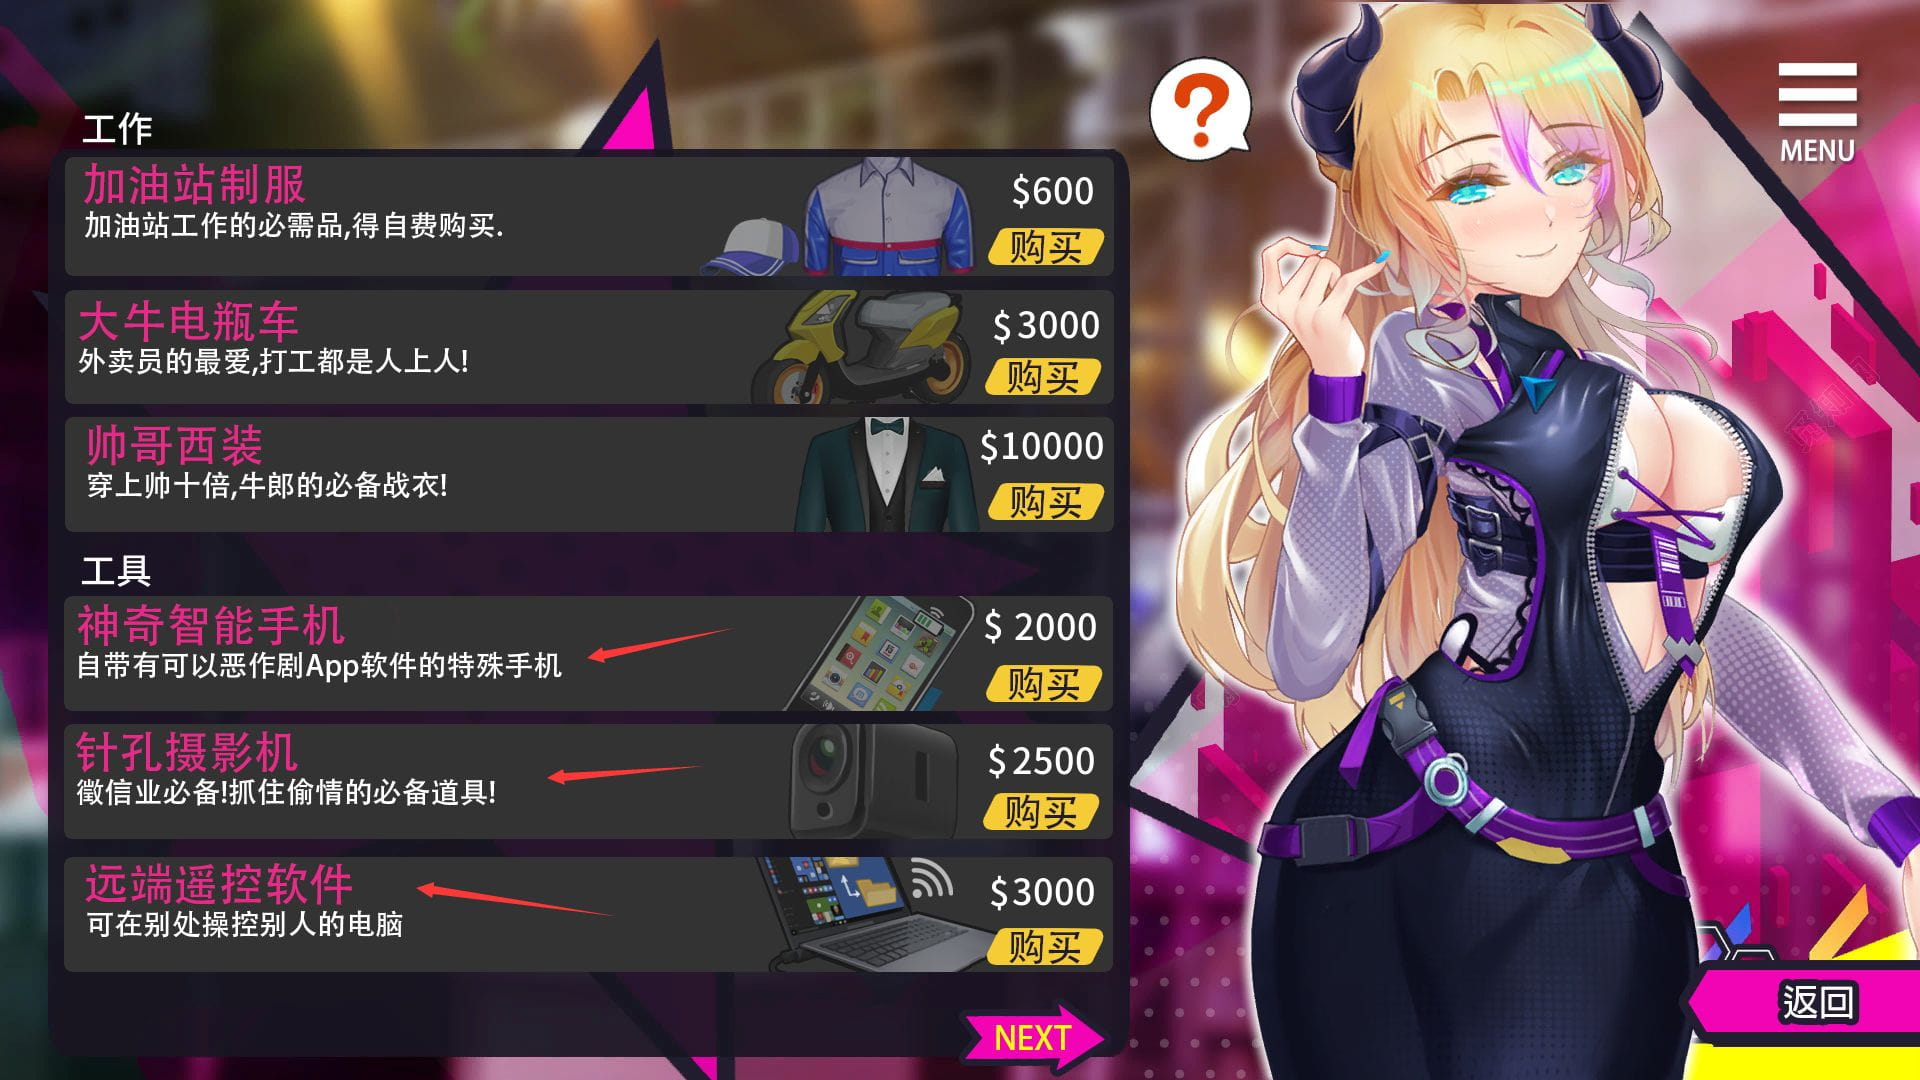 工作
加油站制服
加油站工作的必需品,得自费购买.
$600
购买
大牛电瓶车
外卖员的最爱,打工都是人上人!
$3000
购买
帅哥西装
穿上帅十倍,牛郎的必备战衣!
$10000
购买
工具
神奇智能手机
自带有可以恶作剧App软件的特殊手机
$ 2000
购买
针孔摄影机
徵信业必备!抓住偷情的必备道具!
$2500
购买
远端遥控软件
可在别处操控别人的电脑
$3000
购买
NEXT
?
MENU
返回